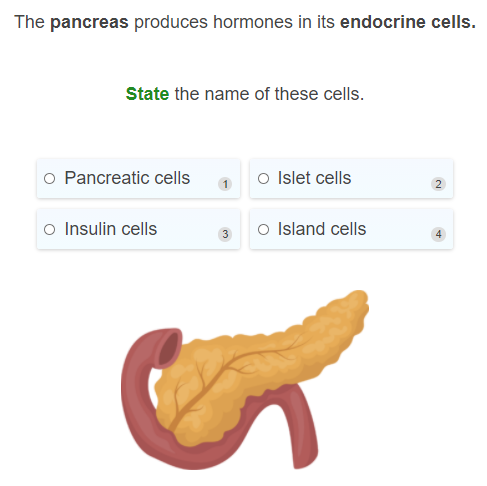 The pancreas produces hormones in its endocrine cells.
State the name of these cells.
Pancreatic cells 1
Islet cells 2
Insulin cells 3
Island cells 4